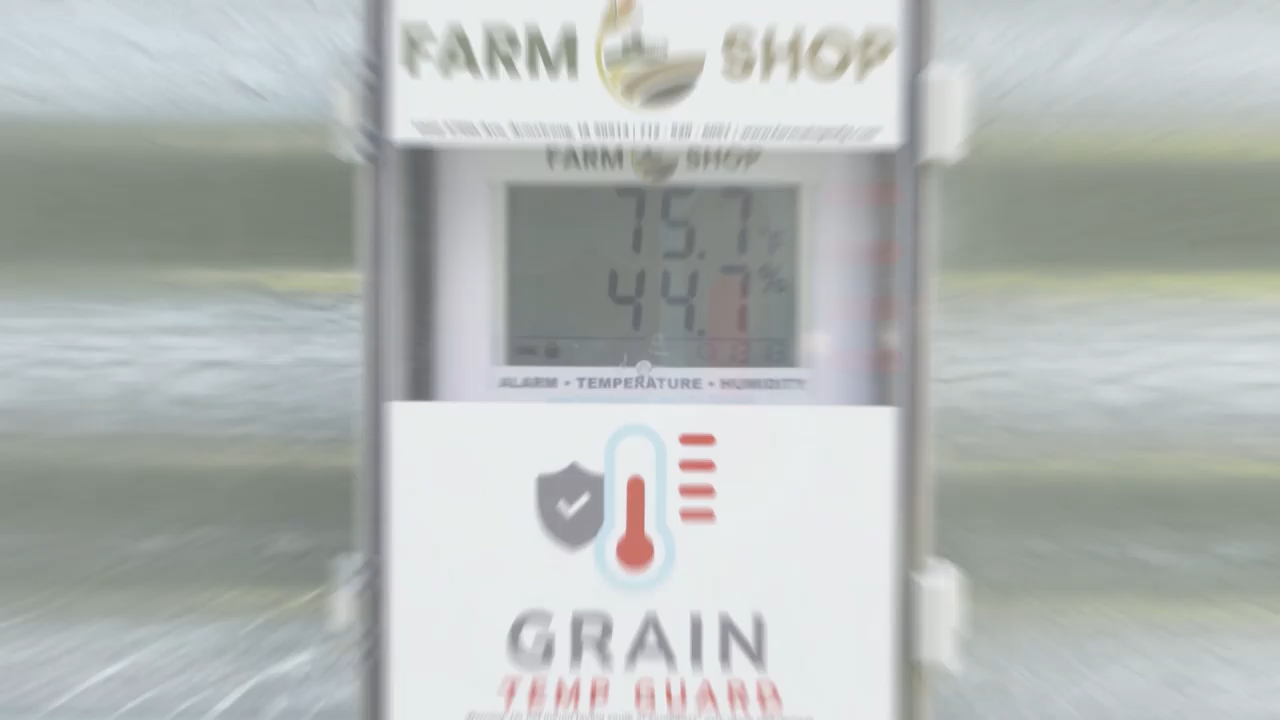 FARM SHOP
FARM SHOP
75.7 °F
44.7 %
ALARM • TEMPERATURE • HUMIDITY
GRAIN
TEMP GUARD